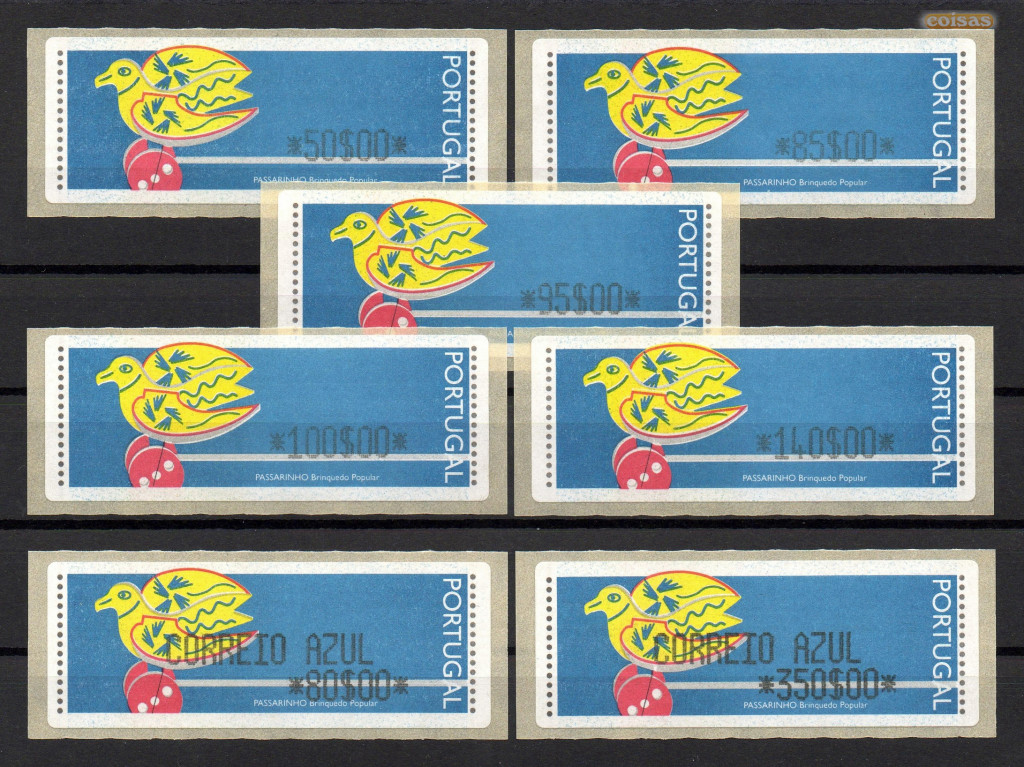 coisas
PORTUGAL
*50$00*
PASSARINHO Brinquedo Popular
PORTUGAL
*85$00*
PASSARINHO Brinquedo Popular
PORTUGAL
*95$00*
PORTUGAL
*100$00*
PASSARINHO Brinquedo Popular
PORTUGAL
*140$00*
PASSARINHO Brinquedo Popular
PORTUGAL
CORREIO AZUL
*80$00*
PASSARINHO Brinquedo Popular
PORTUGAL
CORREIO AZUL
*350$00*
PASSARINHO Brinquedo Popular